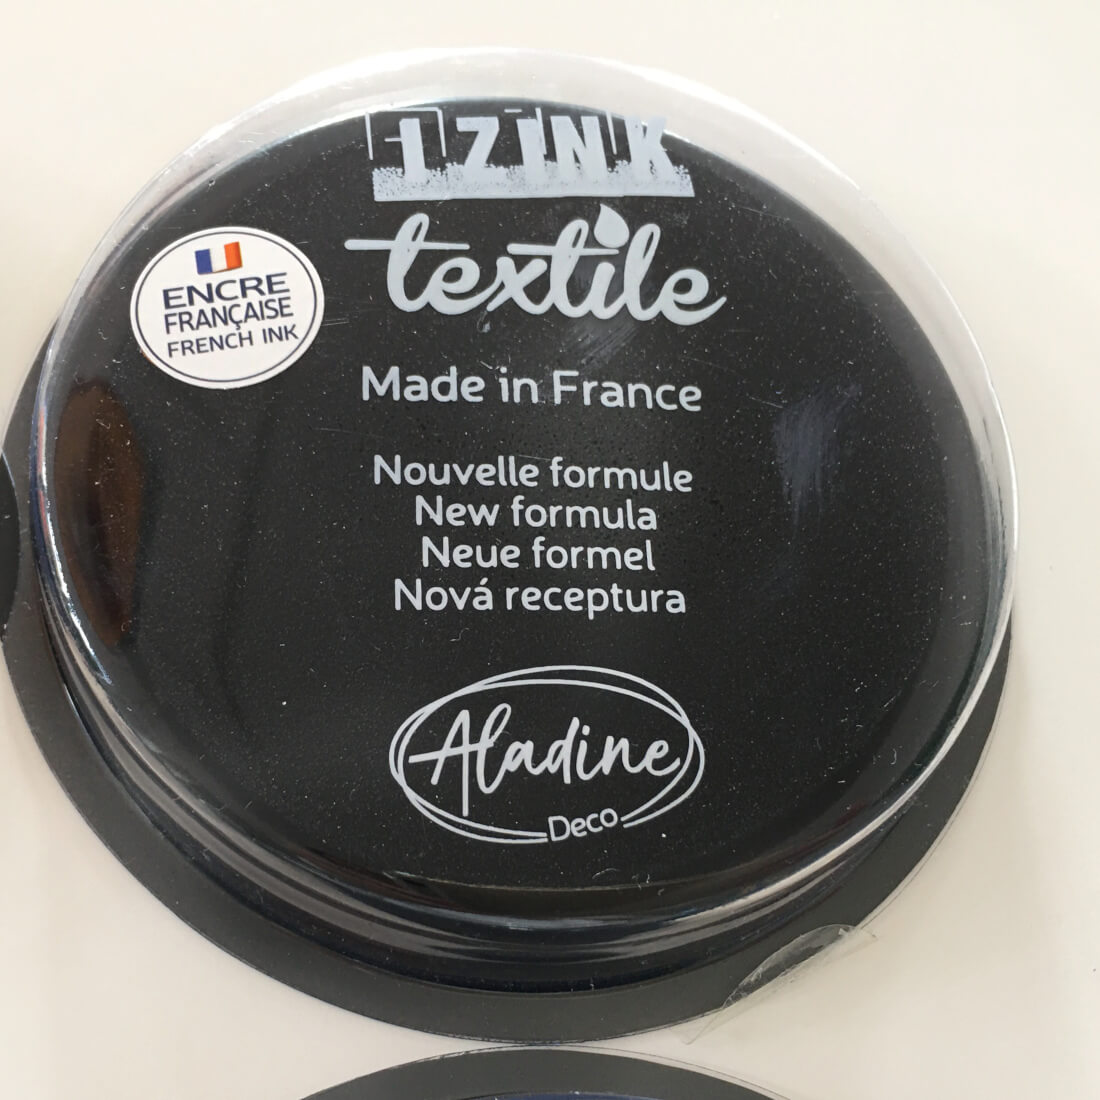 IZINK
textile
ENCRE
FRANÇAISE
FRENCH INK
Made in France
Nouvelle formule
New formula
Neue formel
Nová receptura
Aladine
Deco